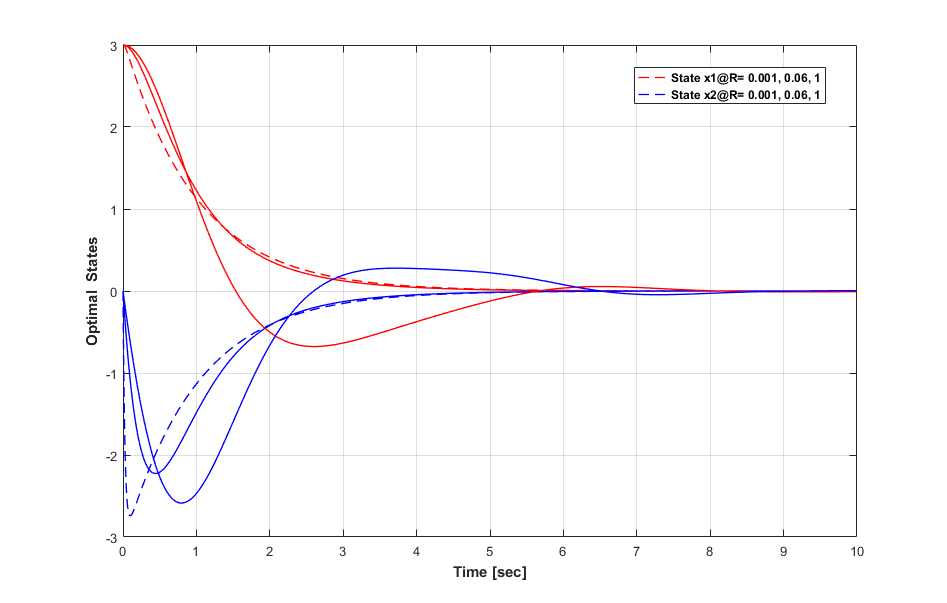 3
State x1@R= 0.001, 0.06, 1
State x2@R= 0.001, 0.06, 1
2
1
0
-1
-2
-3
Optimal States
0 1 2 3 4 5 6 7 8 9 10
Time [sec]